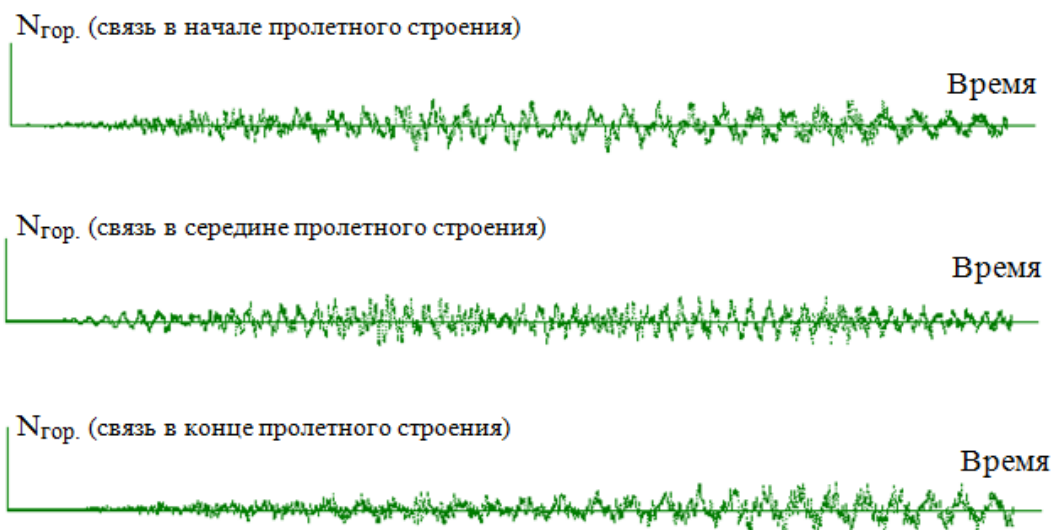 Nгор. (связь в начале пролетного строения)
Время
Nгор. (связь в середине пролетного строения)
Время
Nгор. (связь в конце пролетного строения)
Время